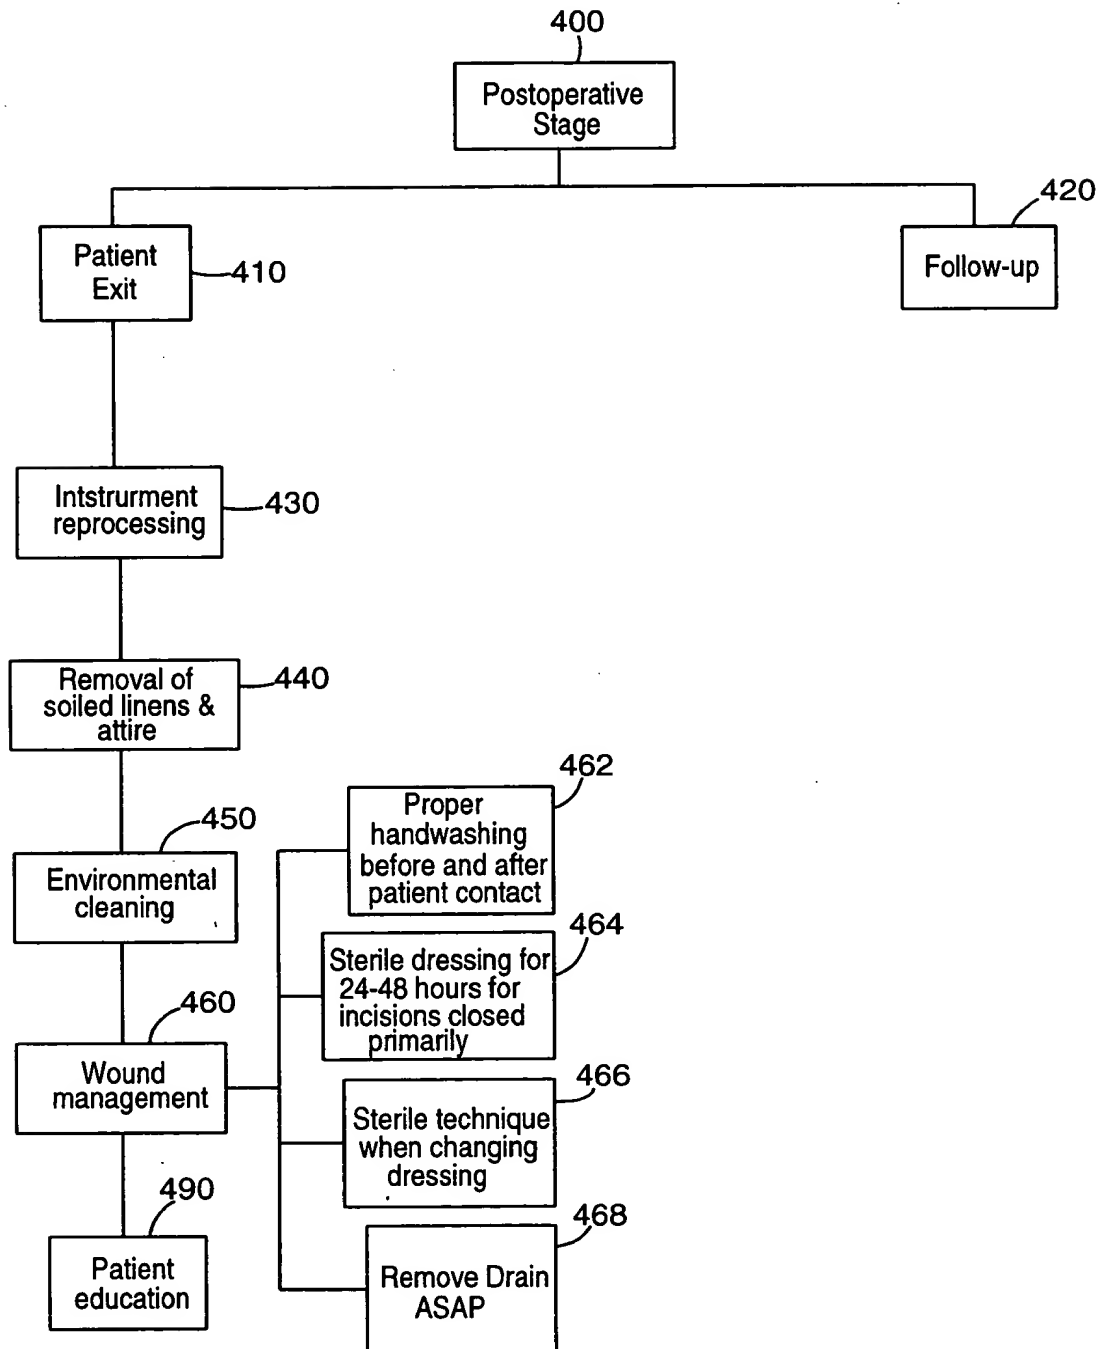 400
Postoperative
Stage
420
Patient
Exit
410
Follow-up
Intstrurment
reprocessing
430
Removal of
soiled linens &
attire
440
450
Environmental
cleaning
462
Proper
handwashing
before and after
patient contact
464
Sterile dressing for
24-48 hours for
incisions closed
primarily
460
Wound
management
466
Sterile technique
when changing
dressing
490
Patient
education
468
Remove Drain
ASAP